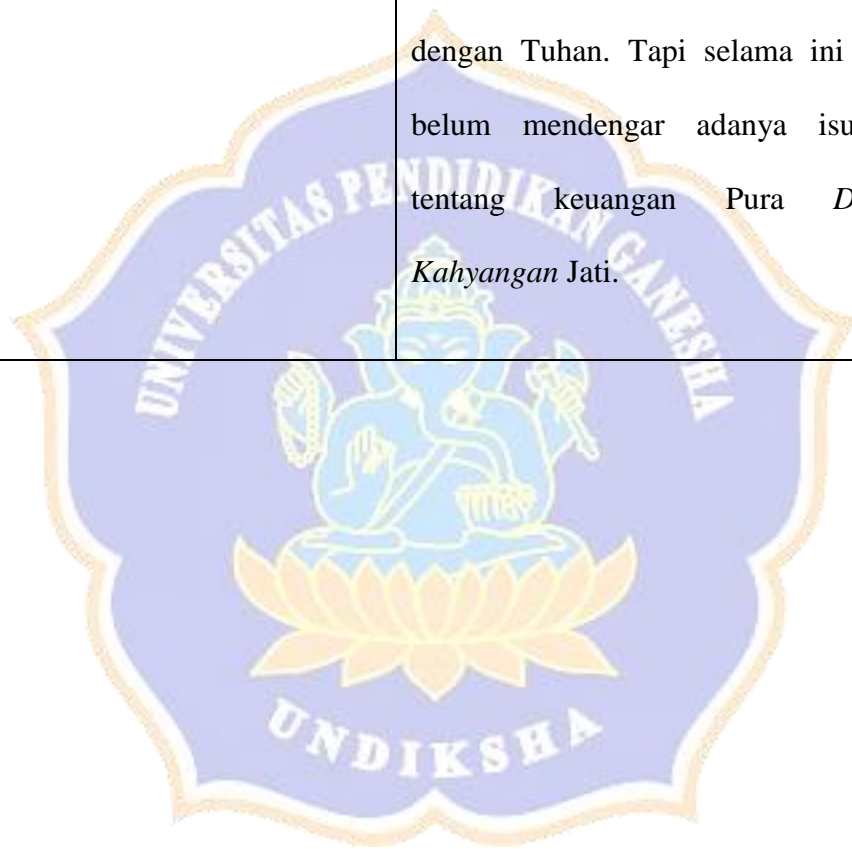 dengan Tuhan. Tapi selama ini
belum mendengar adanya isu
tentang keuangan Pura D
Kahyangan Jati.
UNIVERSITAS PENDIDIKAN GANESHA
UNDIKSHA